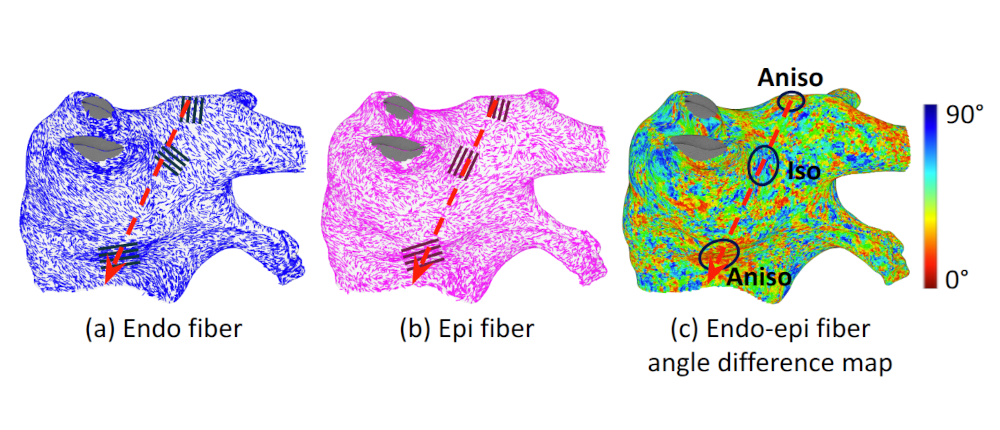 Aniso
90°
Iso
Aniso
0°
(a) Endo fiber
(b) Epi fiber
(c) Endo-epi fiber
angle difference map